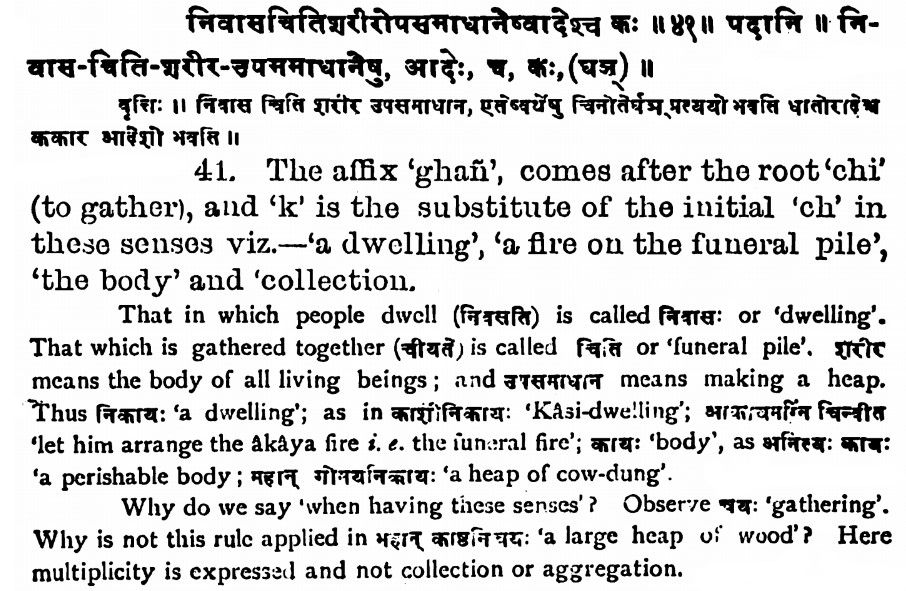 निवासचितिशरीरोपसमाधानेष्वादेश्च कः ॥४१॥ पदानि ॥ नि-
वास-चिति-शरीर-उपममाधानेषु, आदेः, च, कः, (घञ्) ॥
वृत्तिः ॥ निवास चिति शरीर उपसमाधान, एतेष्वर्थेषु चिनोतेर्घञ् प्रत्ययो भवति धातोरादेश्च
ककार आदेशो भवति ॥
41. The affix ‘ghañ’, comes after the root ‘chi’
(to gather), and ‘k’ is the substitute of the initial ‘ch’ in
these senses viz.—‘a dwelling’, ‘a fire on the funeral pile’,
‘the body’ and ‘collection.
That in which people dwell (निवसति) is called निवासः or ‘dwelling’.
That which is gathered together (चीयते) is called चिति or ‘funeral pile’. शरीर
means the body of all living beings; and उपसमाधान means making a heap.
Thus निकायः ‘a dwelling’; as in काशीनिकायः ‘Kâsi-dwelling’; आकायमग्निं चिन्वीत
‘let him arrange the âkâya fire i. e. the funeral fire’; कायः ‘body’, as अनित्यः कायः
‘a perishable body; महान् गोमयनिकायः ‘a heap of cow-dung’.
Why do we say ‘when having these senses’? Observe चयः ‘gathering’.
Why is not this rule applied in महान् काष्ठनिचयः ‘a large heap of wood’? Here
multiplicity is expressed and not collection or aggregation.